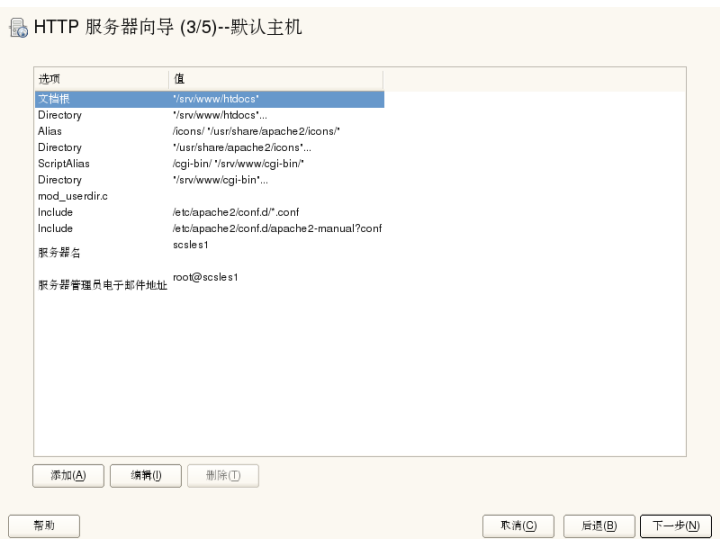 HTTP 服务器向导 (3/5)--默认主机
选项 值
文档根 "/srv/www/htdocs"
Directory "/srv/www/htdocs"...
Alias /icons/ "/usr/share/apache2/icons/"
Directory "/usr/share/apache2/icons"...
ScriptAlias /cgi-bin/ "/srv/www/cgi-bin/"
Directory "/srv/www/cgi-bin"...
mod_userdir.c
Include /etc/apache2/conf.d/*.conf
Include /etc/apache2/conf.d/apache2-manual?conf
服务器名 scsles1
服务器管理员电子邮件地址 root@scsles1
添加(A) 编辑(I) 删除(T)
帮助 取消(C) 后退(B) 下一步(N)